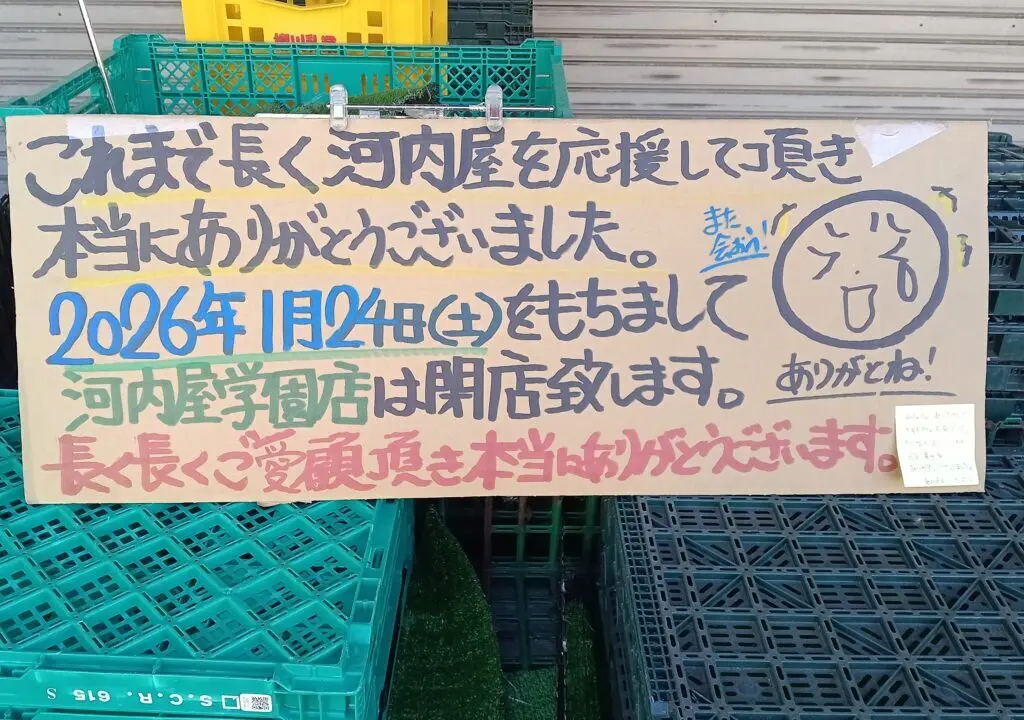 これまで長く河内屋を応援して頂き
本当にありがとうございました。
また
会おう!
2026年1月24日(土)をもちまして
河内屋学園店は閉店致します。
ありがとね!
長く長くご愛顧頂き本当にありがとうございます。
S.C.R. 615 S